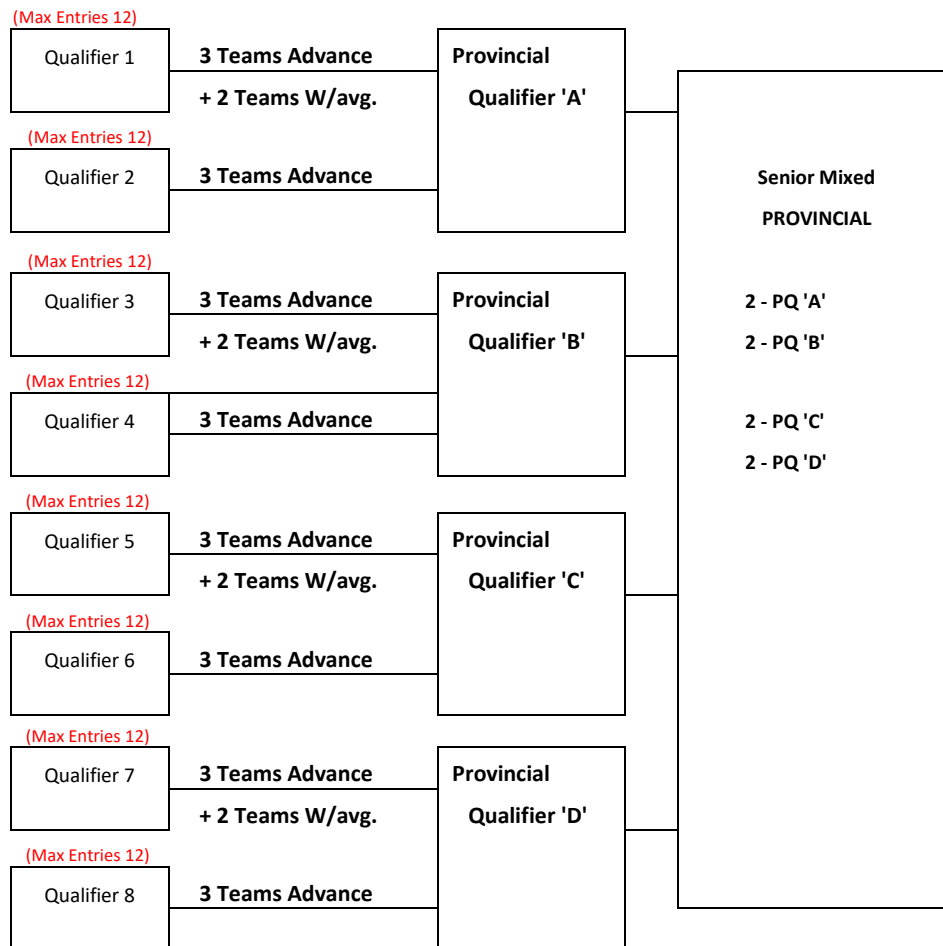 (Max Entries 12)
Qualifier 1
3 Teams Advance
+ 2 Teams W/avg.
Provincial
Qualifier 'A'
(Max Entries 12)
Qualifier 2
3 Teams Advance
(Max Entries 12)
Qualifier 3
3 Teams Advance
+ 2 Teams W/avg.
Provincial
Qualifier 'B'
(Max Entries 12)
Qualifier 4
3 Teams Advance
(Max Entries 12)
Qualifier 5
3 Teams Advance
+ 2 Teams W/avg.
Provincial
Qualifier 'C'
(Max Entries 12)
Qualifier 6
3 Teams Advance
(Max Entries 12)
Qualifier 7
3 Teams Advance
+ 2 Teams W/avg.
Provincial
Qualifier 'D'
(Max Entries 12)
Qualifier 8
3 Teams Advance
Senior Mixed
PROVINCIAL
2 - PQ 'A'
2 - PQ 'B'
2 - PQ 'C'
2 - PQ 'D'